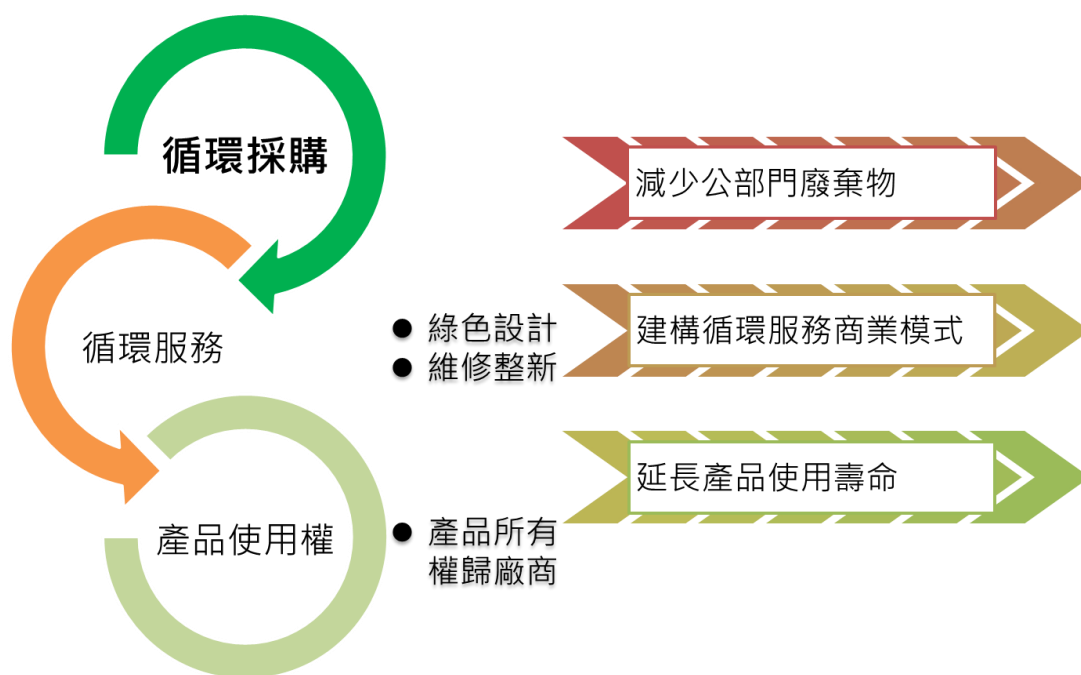 循環採購
循環服務
● 綠色設計
● 維修整新
產品使用權
● 產品所有
權歸廠商
減少公部門廢棄物
建構循環服務商業模式
延長產品使用壽命